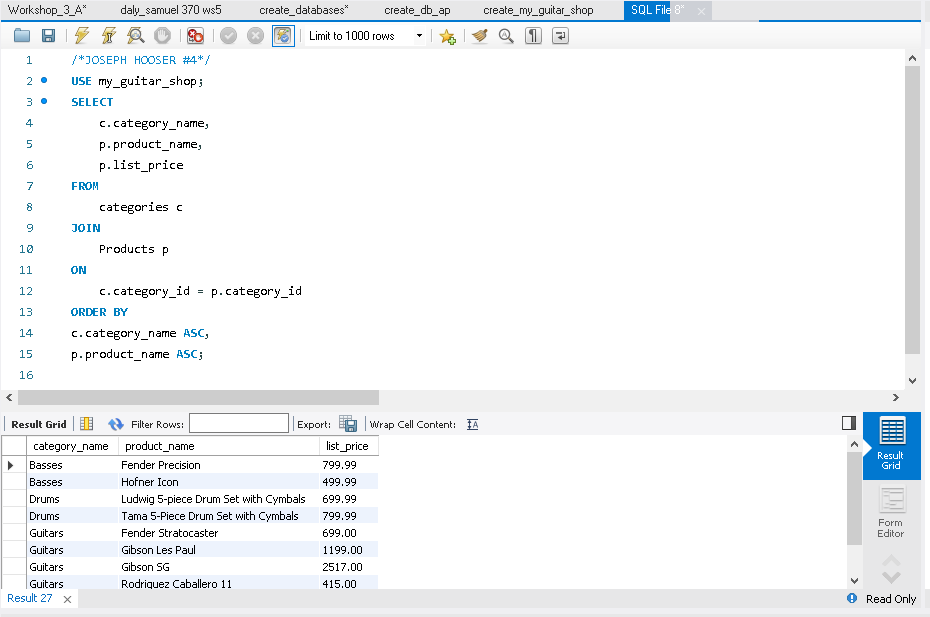 Workshop_3_A* daly_samuel 370 ws5 create_databases* create_db_ap create_my_guitar_shop SQL File 8*
Limit to 1000 rows
1 /*JOSEPH HOOSER #4*/
2 USE my_guitar_shop;
3 SELECT
4 c.category_name,
5 p.product_name,
6 p.list_price
7 FROM
8 categories c
9 JOIN
10 Products p
11 ON
12 c.category_id = p.category_id
13 ORDER BY
14 c.category_name ASC,
15 p.product_name ASC;
16
Result Grid Filter Rows: Export: Wrap Cell Content: IA
category_name product_name list_price
Basses Fender Precision 799.99
Basses Hofner Icon 499.99
Drums Ludwig 5-piece Drum Set with Cymbals 699.99
Drums Tama 5-Piece Drum Set with Cymbals 799.99
Guitars Fender Stratocaster 699.00
Guitars Gibson Les Paul 1199.00
Guitars Gibson SG 2517.00
Guitars Rodriguez Caballero 11 415.00
Result
Grid
Form
Editor
Result 27 Read Only